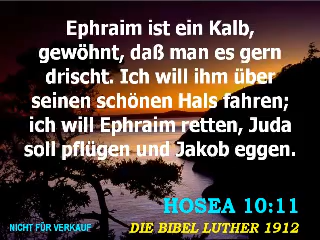 Ephraim ist ein Kalb,
gewöhnt, daß man es gern
drischt. Ich will ihm über
seinen schönen Hals fahren;
ich will Ephraim retten, Juda
soll pflügen und Jakob eggen.
HOSEA 10:11
NICHT FÜR VERKAUF
DIE BIBEL LUTHER 1912